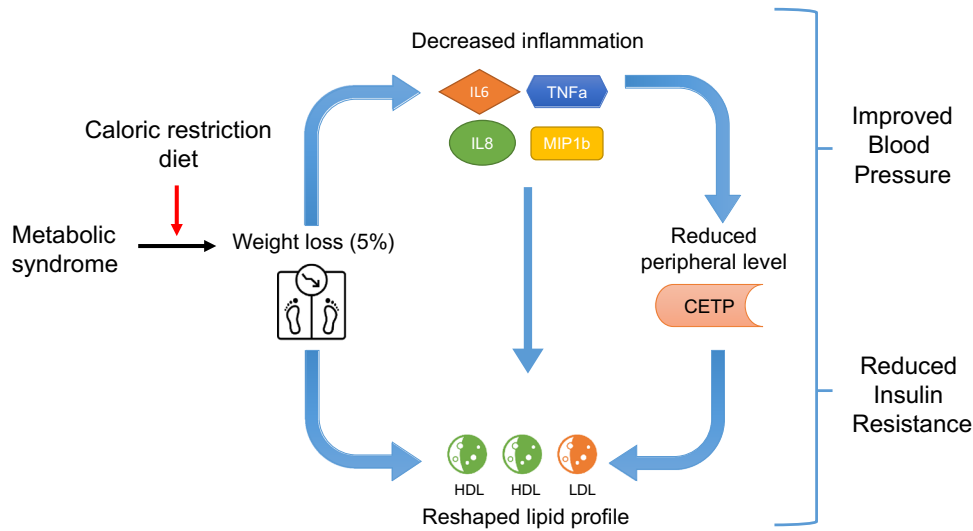 Decreased inflammation
IL6
TNFa
IL8
MIP1b
Caloric restriction
diet
Metabolic
syndrome
Weight loss (5%)
Reduced
peripheral level
CETP
HDL
HDL
LDL
Reshaped lipid profile
Improved
Blood
Pressure
Reduced
Insulin
Resistance